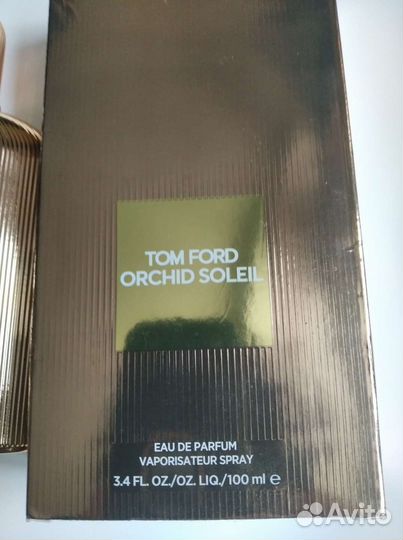 TOM FORD
ORCHID SOLEIL
EAU DE PARFUM
VAPORISATEUR SPRAY
3.4 FL. OZ./OZ. LIQ./100 ml ℮
Avito